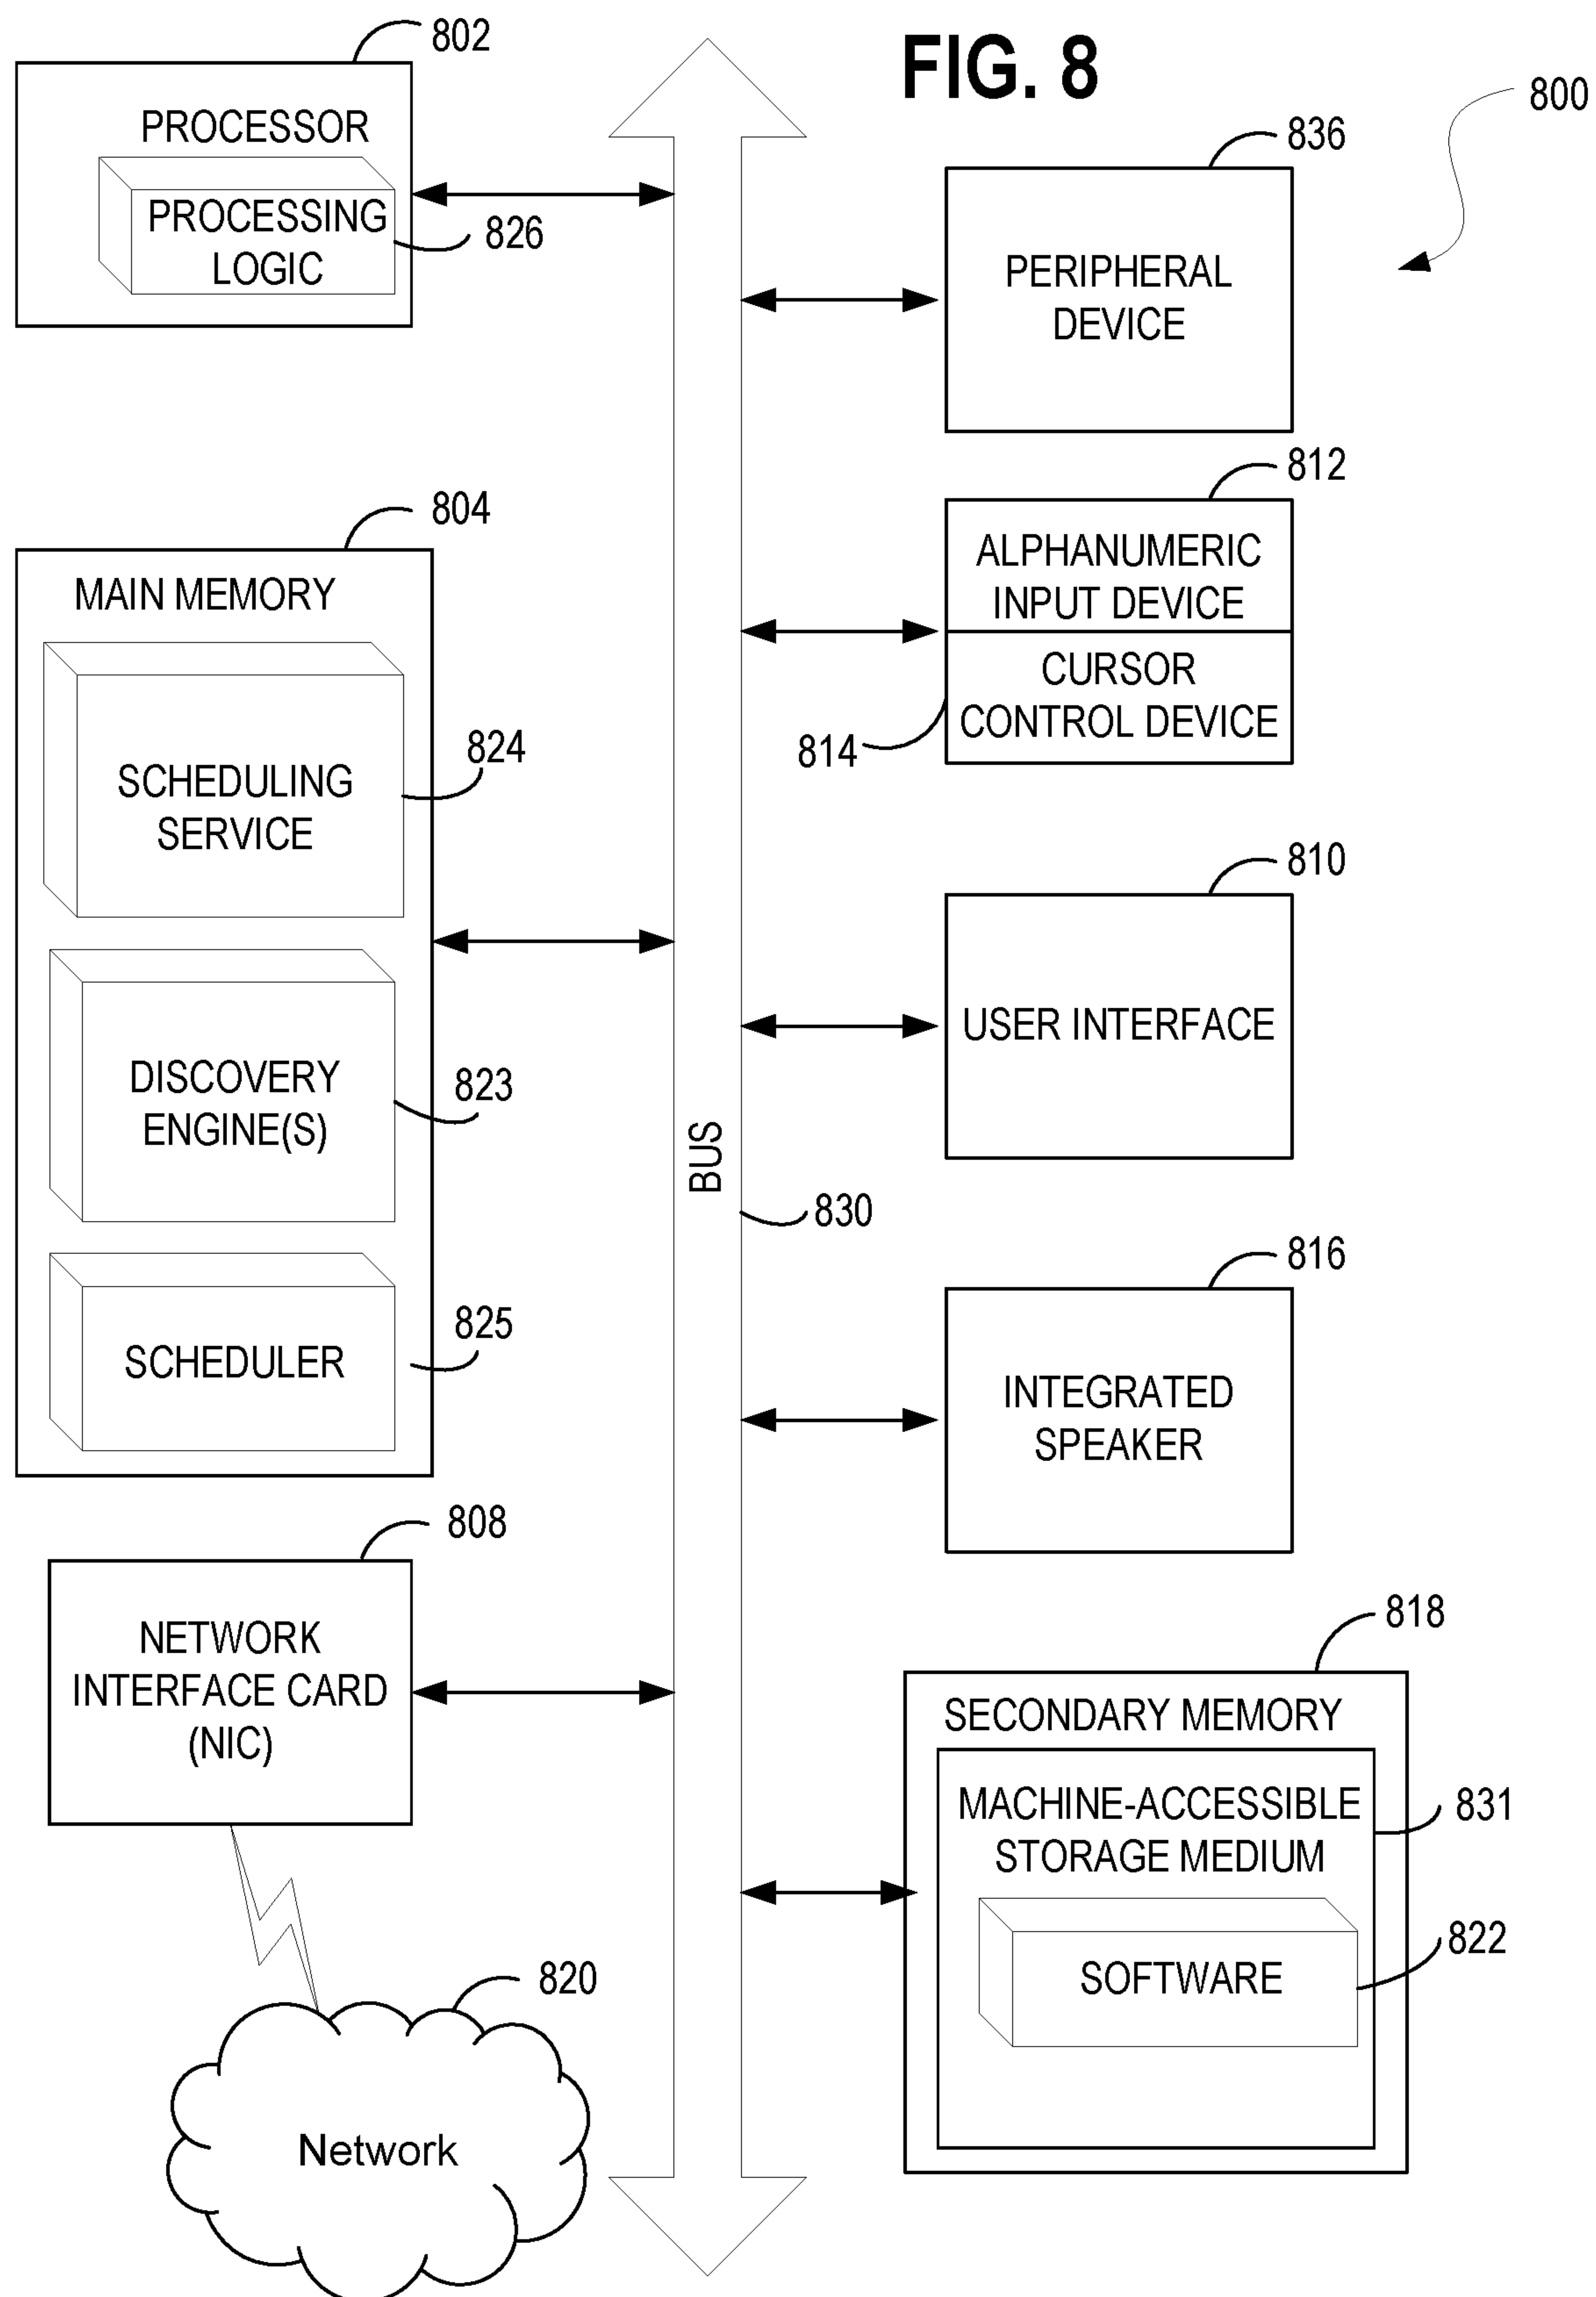 FIG. 8
800
802
PROCESSOR
PROCESSING
LOGIC
826
804
MAIN MEMORY
SCHEDULING
SERVICE
824
DISCOVERY
ENGINE(S)
823
SCHEDULER
825
808
NETWORK
INTERFACE CARD
(NIC)
820
Network
BUS
830
836
PERIPHERAL
DEVICE
812
ALPHANUMERIC
INPUT DEVICE
CURSOR
CONTROL DEVICE
814
810
USER INTERFACE
816
INTEGRATED
SPEAKER
818
SECONDARY MEMORY
MACHINE-ACCESSIBLE
STORAGE MEDIUM
831
SOFTWARE
822